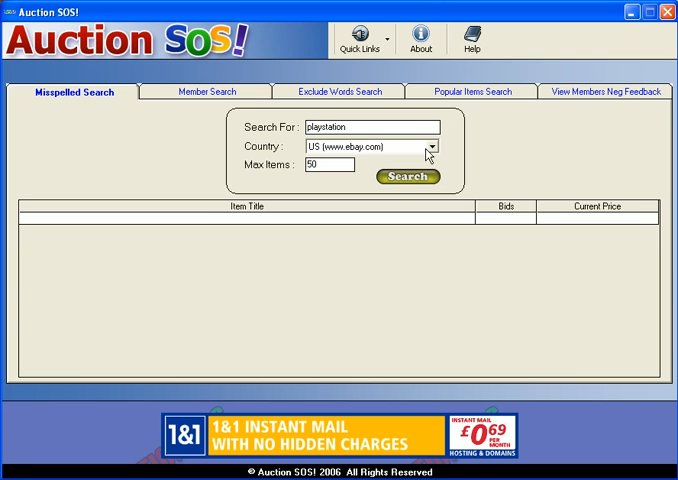 Auction SOS!
Auction SOS!
Quick Links
About
Help
Misspelled Search
Member Search
Exclude Words Search
Popular Items Search
View Members Neg Feedback
Search For : playstation
Country : US (www.ebay.com)
Max Items : 50
Search
Item Title Bids Current Price
1&1
1&1 INSTANT MAIL
WITH NO HIDDEN CHARGES
INSTANT MAIL
£0.69
PER MONTH
HOSTING & DOMAINS
© Auction SOS! 2006 All Rights Reserved